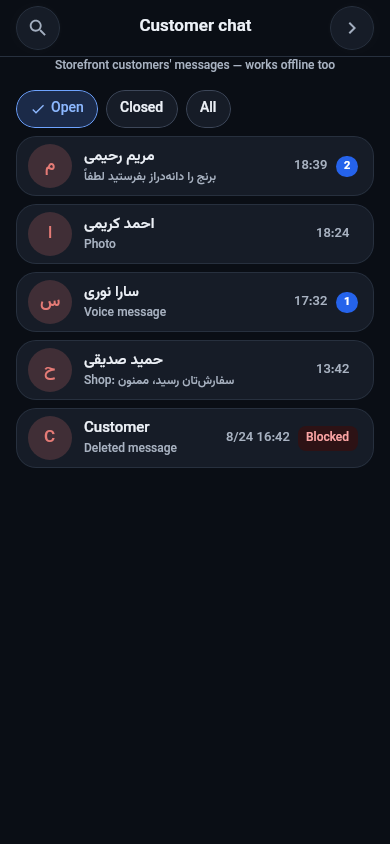 Customer chat
Storefront customers' messages — works offline too
Open
Closed
All
م
مریم رحیمی
برنج را دانه‌دراز بفرستید لطفاً
18:39
2
ا
احمد کریمی
Photo
18:24
س
سارا نوری
Voice message
17:32
1
ح
حمید صدیقی
Shop: سفارش‌تان رسید، ممنون
13:42
C
Customer
Deleted message
8/24 16:42
Blocked